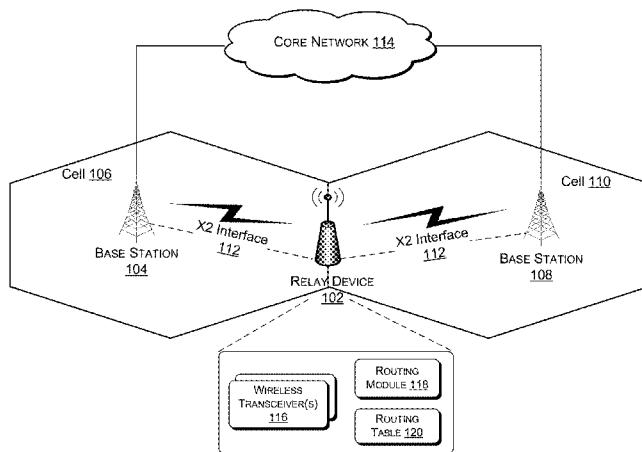 CORE NETWORK 114
Cell 106
Cell 110
X2 Interface
112
X2 Interface
112
BASE STATION
104
BASE STATION
108
RELAY DEVICE
102
WIRELESS
TRANSCEIVER(S)
116
ROUTING
MODULE 118
ROUTING
TABLE 120